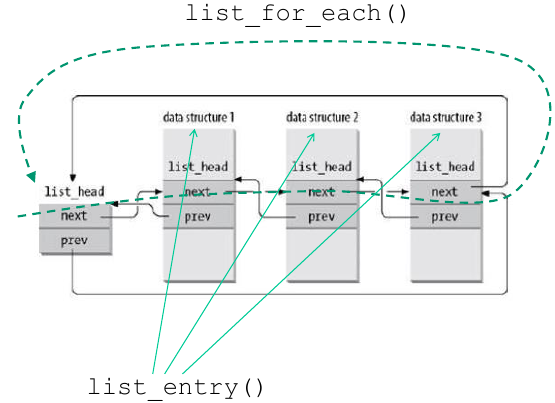 list_for_each()
data structure 1
data structure 2
data structure 3
list_head
list_head
list_head
list_head
next
next
next
next
prev
prev
prev
prev
list_entry()